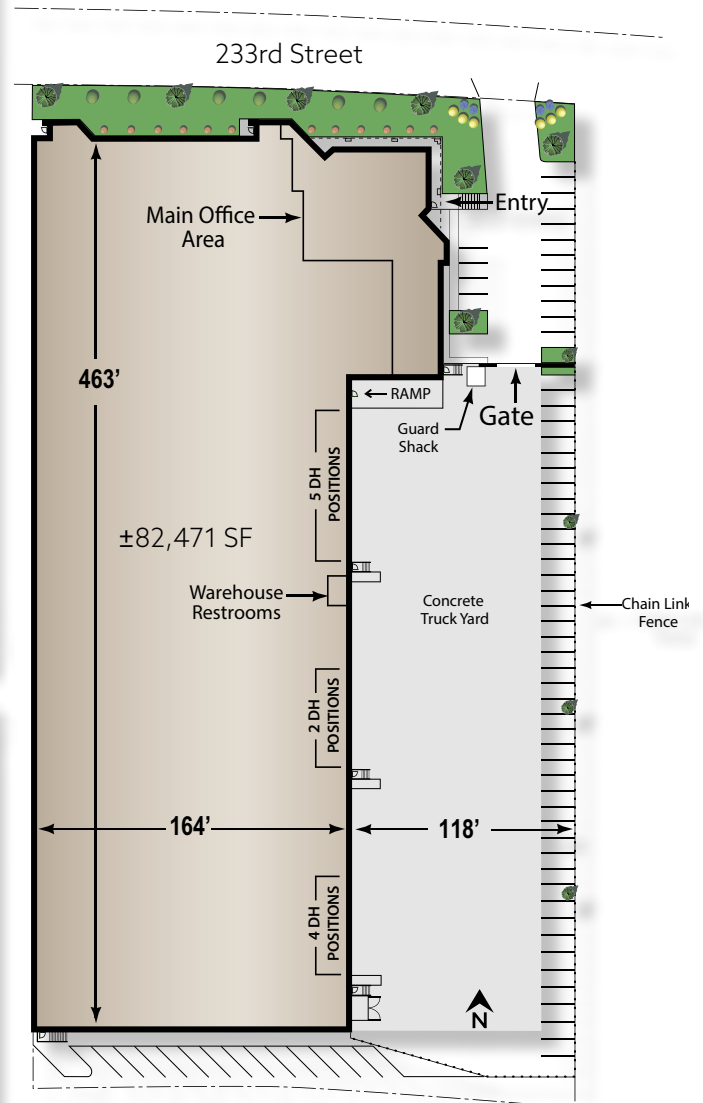 233rd Street
Main Office
Area
Entry
463’
RAMP
Guard
Shack
Gate
5 DH
POSITIONS
±82,471 SF
Warehouse
Restrooms
Concrete
Truck Yard
Chain Link
Fence
2 DH
POSITIONS
164’
118’
4 DH
POSITIONS
N